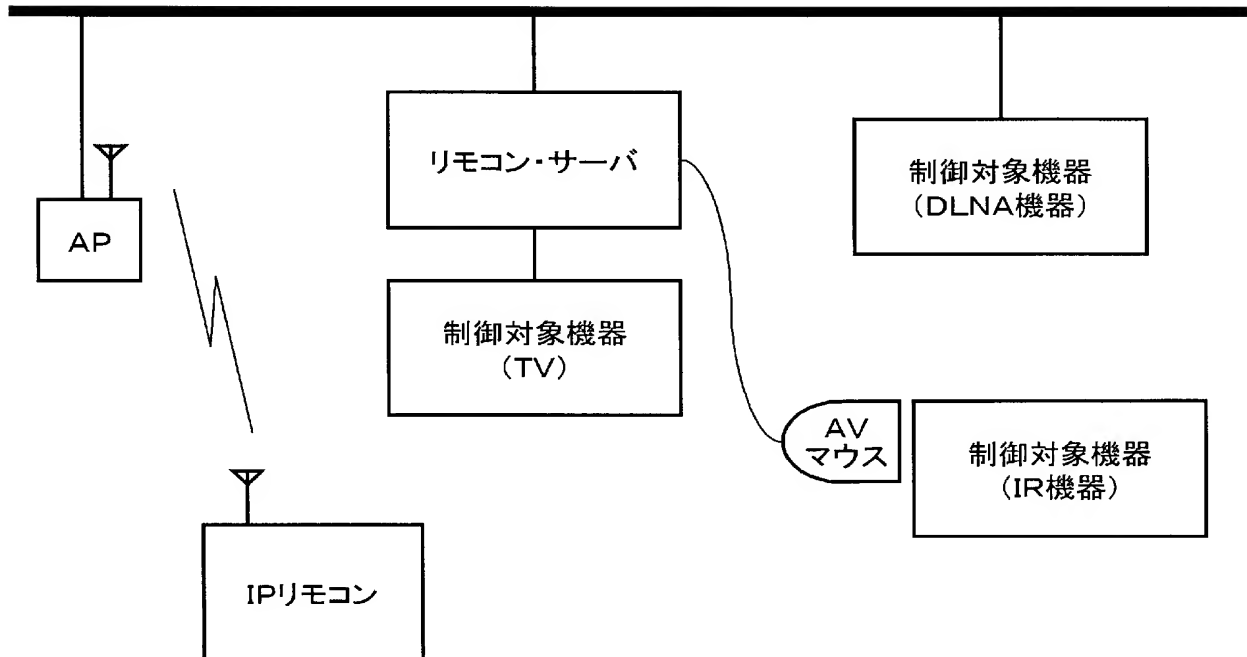 リモコン・サーバ
制御対象機器
（DLNA機器）
AP
制御対象機器
（TV）
AV
マウス
制御対象機器
（IR機器）
IPリモコン